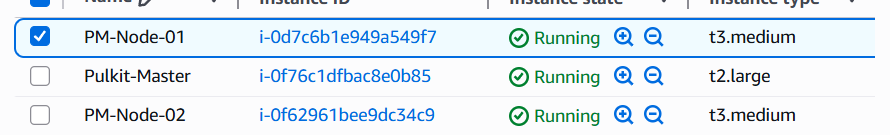 Name Instance ID Instance state Instance type
PM-Node-01 i-0d7c6b1e949a549f7 Running t3.medium
Pulkit-Master i-0f76c1dfbac8e0b85 Running t2.large
PM-Node-02 i-0f62961bee9dc34c9 Running t3.medium